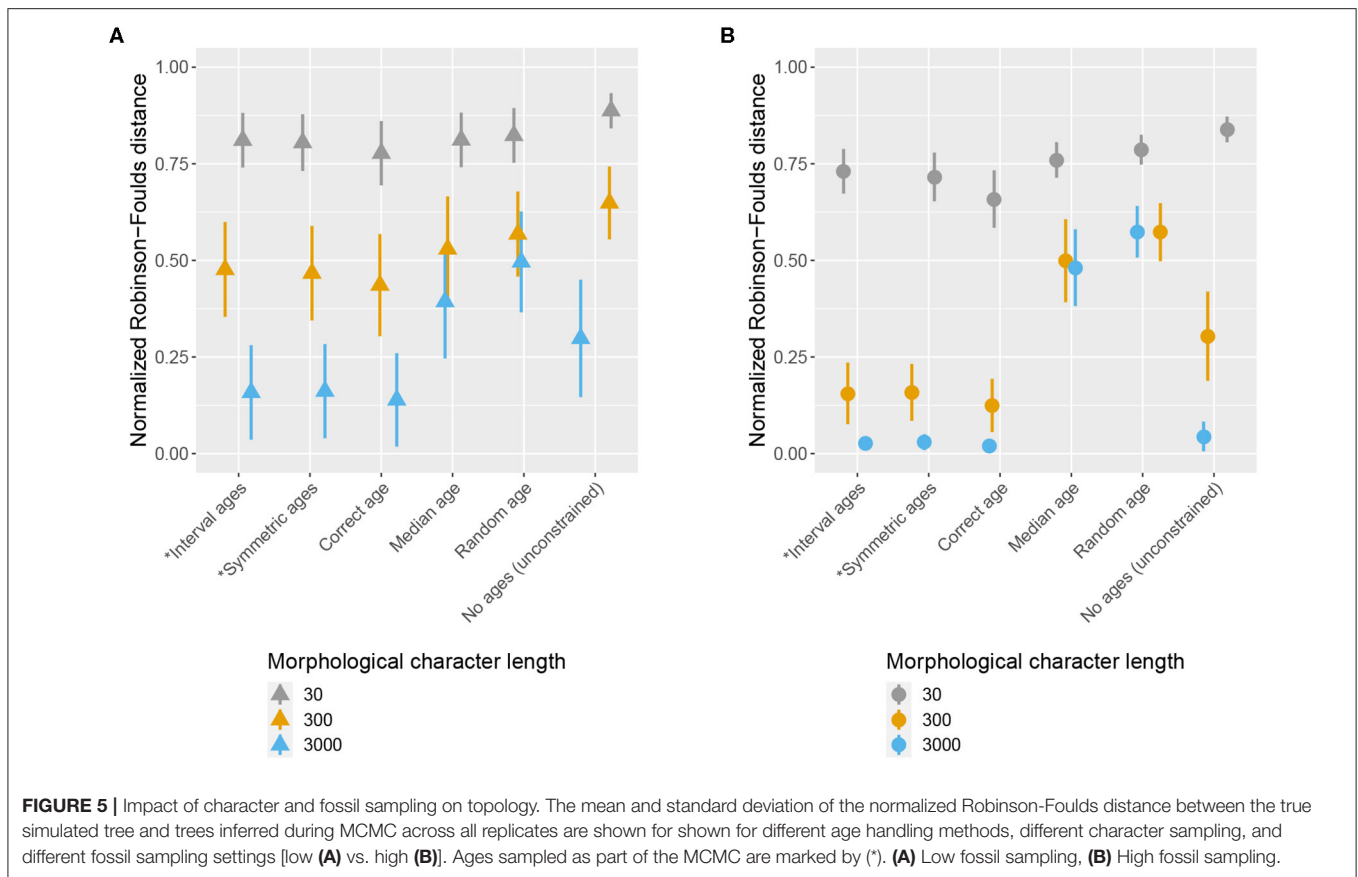 A
Normalized Robinson−Foulds distance
1.00
0.75
0.50
0.25
0.00
*Interval ages
*Symmetric ages
Correct age
Median age
Random age
No ages (unconstrained)
Morphological character length
30
300
3000
B
Normalized Robinson−Foulds distance
1.00
0.75
0.50
0.25
0.00
*Interval ages
*Symmetric ages
Correct age
Median age
Random age
No ages (unconstrained)
Morphological character length
30
300
3000
FIGURE 5 | Impact of character and fossil sampling on topology. The mean and standard deviation of the normalized Robinson-Foulds distance between the true
simulated tree and trees inferred during MCMC across all replicates are shown for shown for different age handling methods, different character sampling, and
different fossil sampling settings [low (A) vs. high (B)]. Ages sampled as part of the MCMC are marked by (*). (A) Low fossil sampling, (B) High fossil sampling.